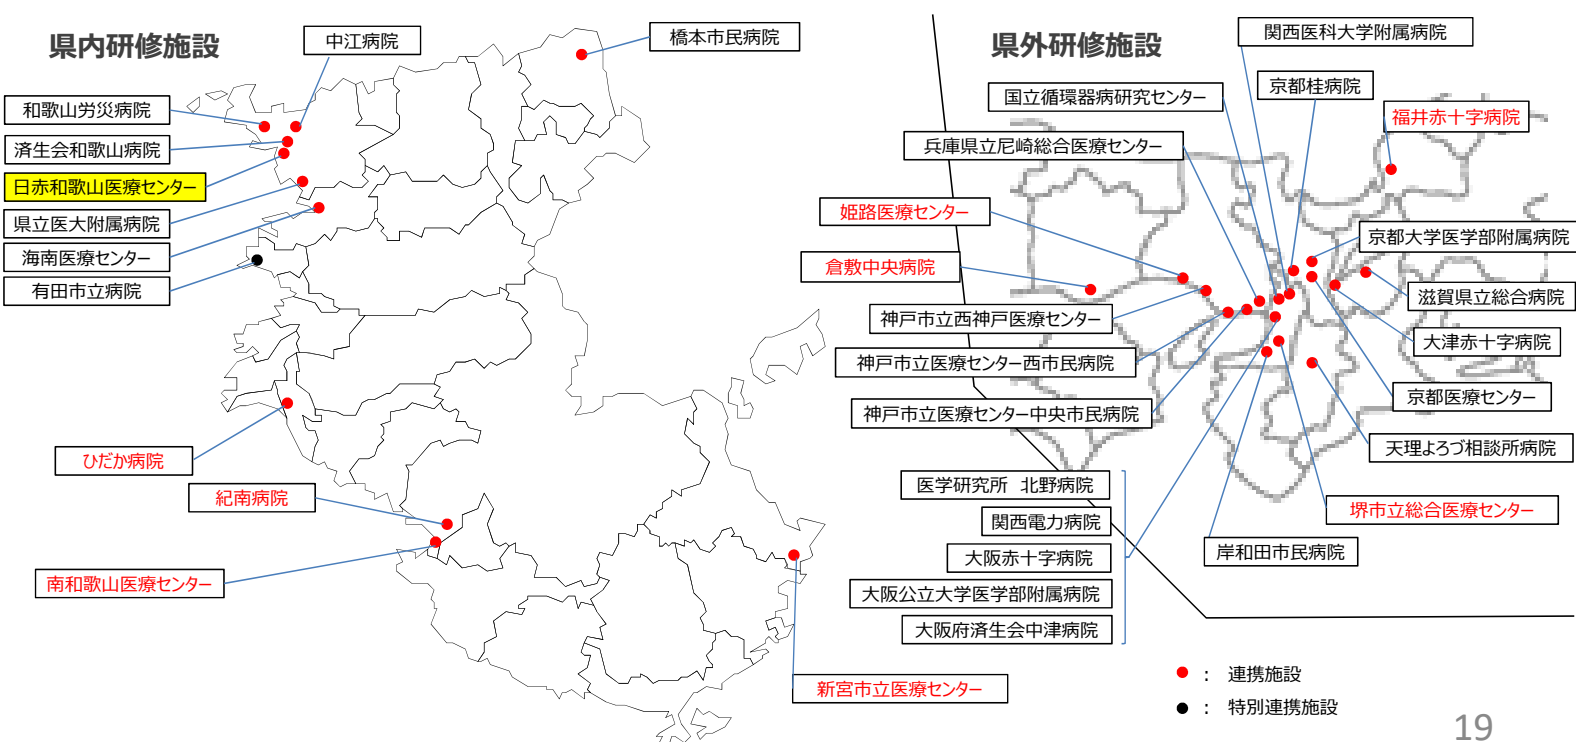 県内研修施設
中江病院
橋本市民病院
和歌山労災病院
済生会和歌山病院
日赤和歌山医療センター
県立医大附属病院
海南医療センター
有田市立病院
ひだか病院
紀南病院
南和歌山医療センター
新宮市立医療センター
県外研修施設
関西医科大学附属病院
京都桂病院
国立循環器病研究センター
福井赤十字病院
兵庫県立尼崎総合医療センター
姫路医療センター
京都大学医学部附属病院
倉敷中央病院
滋賀県立総合病院
神戸市立西神戸医療センター
大津赤十字病院
神戸市立医療センター西市民病院
京都医療センター
神戸市立医療センター中央市民病院
天理よろづ相談所病院
医学研究所 北野病院
堺市立総合医療センター
関西電力病院
岸和田市民病院
大阪赤十字病院
大阪公立大学医学部附属病院
大阪府済生会中津病院
： 連携施設
： 特別連携施設
19